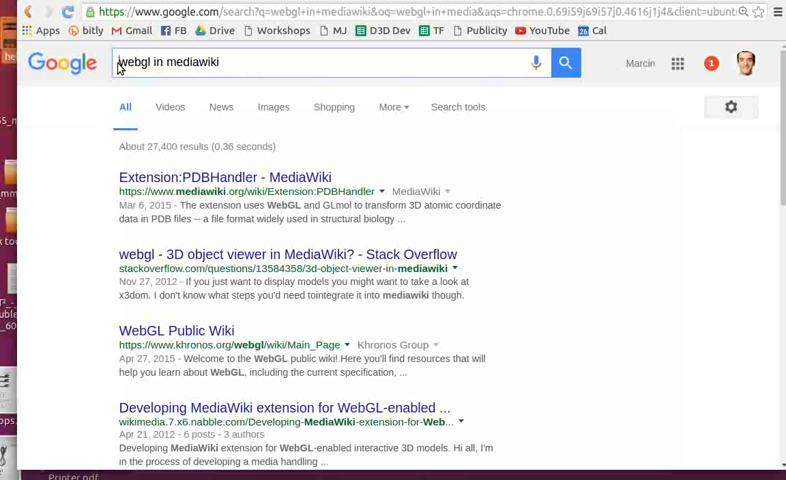 https://www.google.com/search?q=webgl+in+mediawiki&oq=webgl+in+media&aqs=chrome.0.69i59j69i57j0.4616j1j4&client=ubunt
Apps bitly Gmail FB Drive Workshops MJ D3D Dev TF Publicity YouTube Cal
Google webgl in mediawiki Marcin 1
All Videos News Images Shopping More Search tools
About 27,400 results (0.36 seconds)
Extension:PDBHandler - MediaWiki
https://www.mediawiki.org/wiki/Extension:PDBHandler MediaWiki
Mar 6, 2015 - The extension uses WebGL and GLmol to transform 3D atomic coordinate
data in PDB files -- a file format widely used in structural biology ...
webgl - 3D object viewer in MediaWiki? - Stack Overflow
stackoverflow.com/questions/13584358/3d-object-viewer-in-mediawiki
Nov 27, 2012 - If you just want to display models you might want to take a look at
x3dom. I don't know what steps you'd need tointegrate it into mediawiki though.
WebGL Public Wiki
https://www.khronos.org/webgl/wiki/Main_Page Khronos Group
Apr 27, 2015 - Welcome to the WebGL public wiki! Here you'll find resources that will
help you learn about WebGL, including the current specification, ...
Developing MediaWiki extension for WebGL-enabled ...
wikimedia.7.x6.nabble.com/Developing-MediaWiki-extension-for-Web...
Apr 21, 2012 - 6 posts - 3 authors
Developing MediaWiki extension for WebGL-enabled interactive 3D models. Hi all, I'm
in the process of developing a media handling ...
Printer.pdf